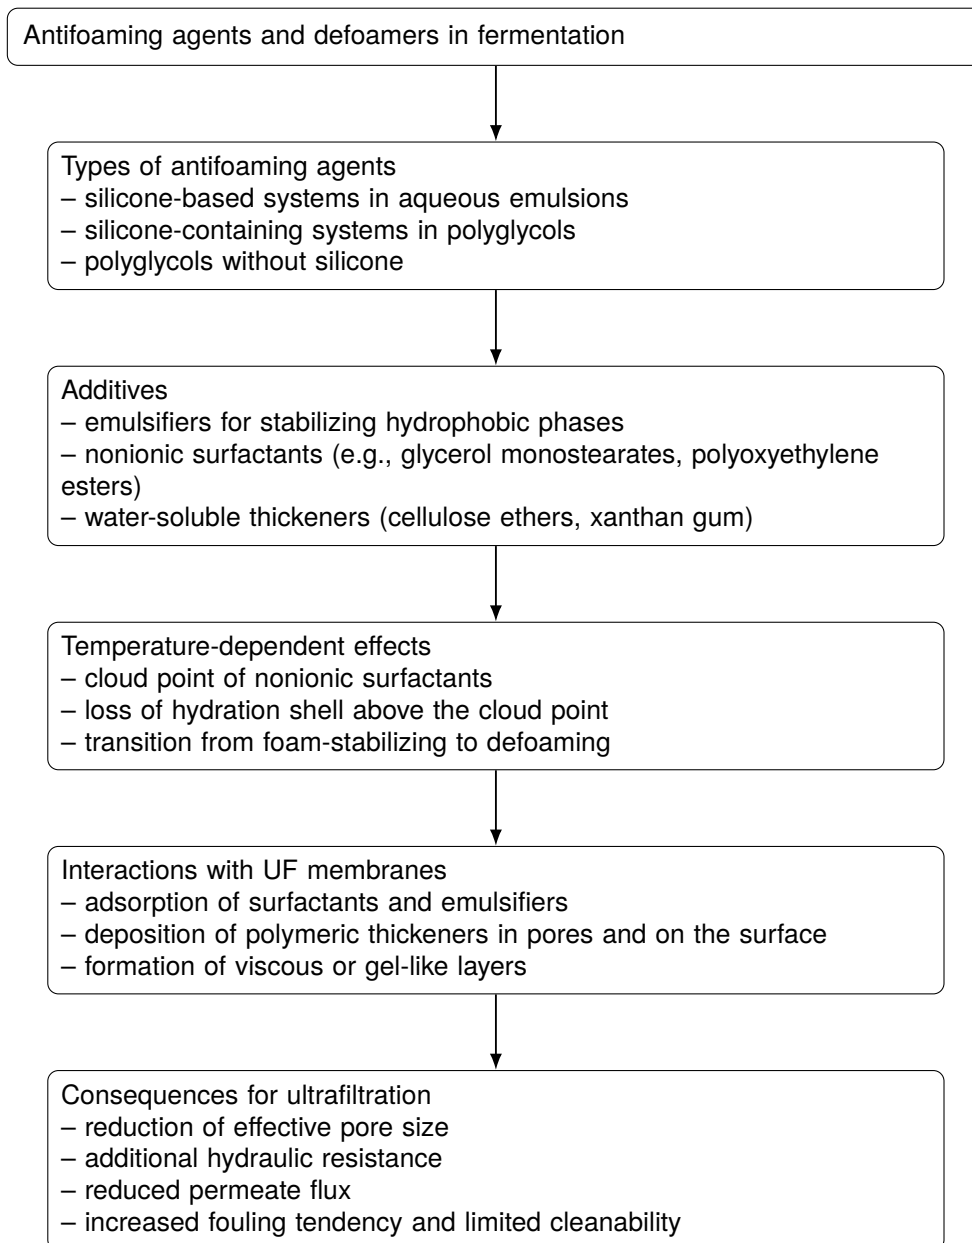 Antifoaming agents and defoamers in fermentation
Types of antifoaming agents
– silicone-based systems in aqueous emulsions
– silicone-containing systems in polyglycols
– polyglycols without silicone
Additives
– emulsifiers for stabilizing hydrophobic phases
– nonionic surfactants (e.g., glycerol monostearates, polyoxyethylene
esters)
– water-soluble thickeners (cellulose ethers, xanthan gum)
Temperature-dependent effects
– cloud point of nonionic surfactants
– loss of hydration shell above the cloud point
– transition from foam-stabilizing to defoaming
Interactions with UF membranes
– adsorption of surfactants and emulsifiers
– deposition of polymeric thickeners in pores and on the surface
– formation of viscous or gel-like layers
Consequences for ultrafiltration
– reduction of effective pore size
– additional hydraulic resistance
– reduced permeate flux
– increased fouling tendency and limited cleanability